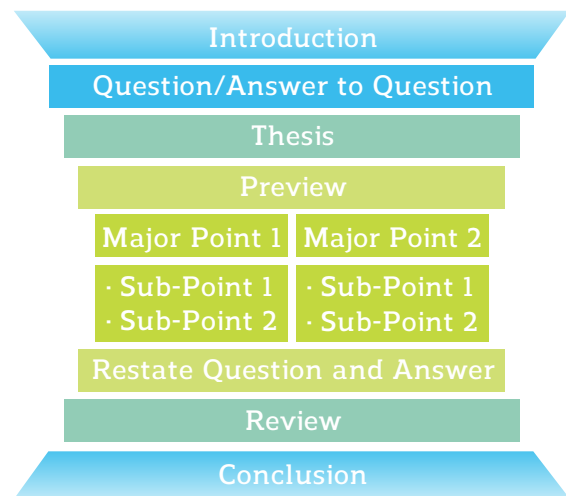 Introduction
Question/Answer to Question
Thesis
Preview
Major Point 1
· Sub-Point 1
· Sub-Point 2
Major Point 2
· Sub-Point 1
· Sub-Point 2
Restate Question and Answer
Review
Conclusion